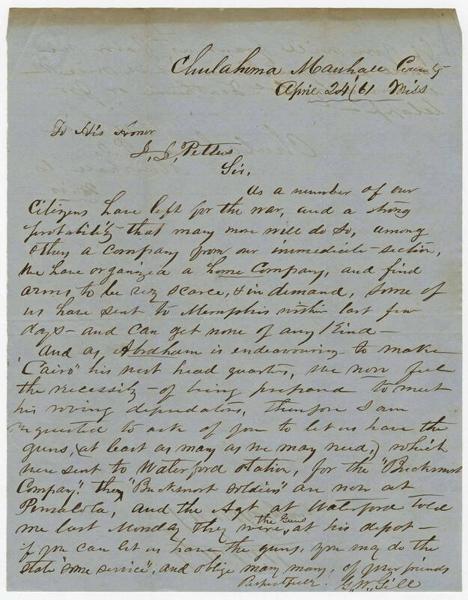 Chulahoma Marshall County
April 24/61 Miss
To His Honor
J, J, Pettus
Sir,
As a number of our
Citizens have left for the war, and a strong
probability that many more will do so, among
others a company from our immediate section,
we have organized a home Company, and find
arms to be very scarce, & in demand, some of
us have sent to Memphis within last few
days – and can get none of any kind –
and as Abraham is endeavouring to make
"Cairo" his next head quarters, we now feel
the necessity – of being prepared to meet
his roving depredators, therefore I am
requested to ask of you to let us have the
guns, (at least as many as we may need,) which
were sent to Waterford Station, for the "Bucksnort
Company". The "Bucksnort Soldiers" are now at
Pensacola, and the Agt, at Waterford told
me last Monday they were, the Guns at his depot –
if you can let us have the guns, you may do the
state some service", and oblige many many, of your friends
Respectfully. G. W. Gill